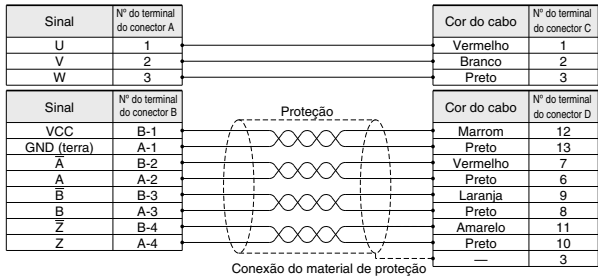 Sinal Nº do terminal do conector A Cor do cabo Nº do terminal do conector C
U 1 Vermelho 1
V 2 Branco 2
W 3 Preto 3
Sinal Nº do terminal do conector B Proteção Cor do cabo Nº do terminal do conector D
VCC B-1 Marrom 12
GND (terra) A-1 Preto 13
A̅ B-2 Vermelho 7
A A-2 Preto 6
B̅ B-3 Laranja 9
B A-3 Preto 8
Z̅ B-4 Amarelo 11
Z A-4 Preto 10
— 3
Conexão do material de proteção